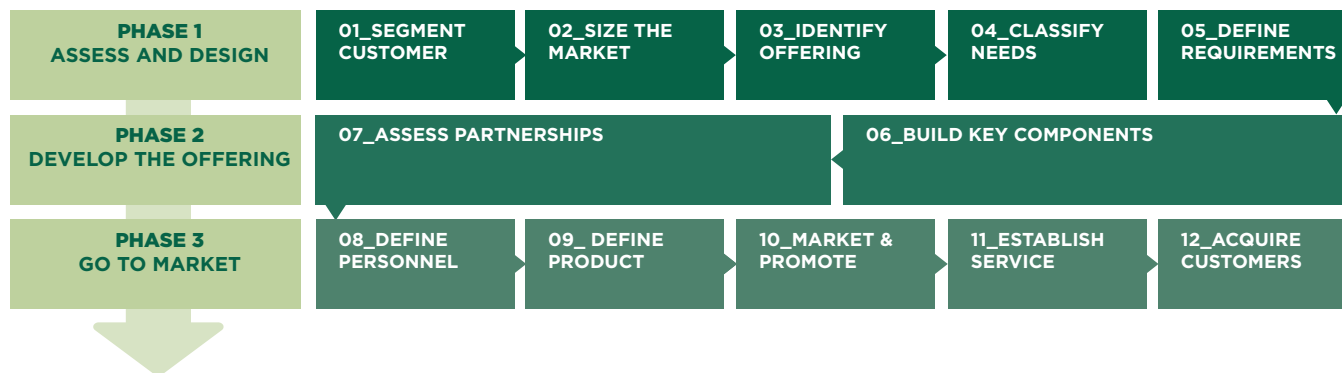 PHASE 1
ASSESS AND DESIGN
01_SEGMENT
CUSTOMER
02_SIZE THE
MARKET
03_IDENTIFY
OFFERING
04_CLASSIFY
NEEDS
05_DEFINE
REQUIREMENTS
PHASE 2
DEVELOP THE OFFERING
07_ASSESS PARTNERSHIPS
06_BUILD KEY COMPONENTS
PHASE 3
GO TO MARKET
08_DEFINE
PERSONNEL
09_ DEFINE
PRODUCT
10_MARKET &
PROMOTE
11_ESTABLISH
SERVICE
12_ACQUIRE
CUSTOMERS